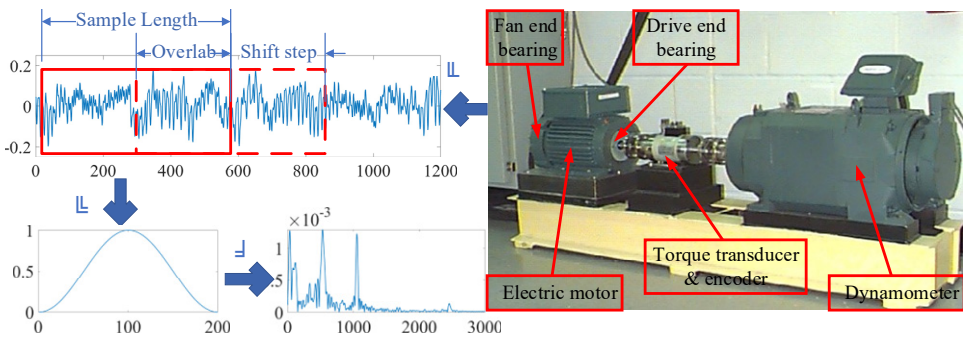 Sample Length
Overlab
Shift step
0.2
0
-0.2
0 200 400 600 800 1000 1200
1
0.5
0
0 100 200
×10⁻³
1
.5
0
0 1000 2000 3000
Fan end
bearing
Drive end
bearing
Electric motor
Torque transducer
& encoder
Dynamometer